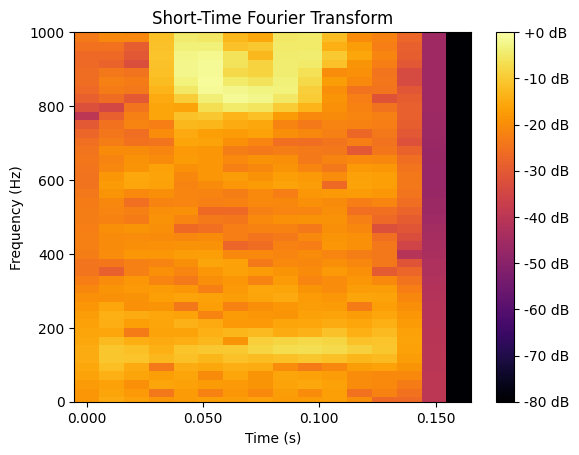 Short-Time Fourier Transform
1000
800
600
400
200
0
Frequency (Hz)
0.000
0.050
0.100
0.150
Time (s)
+0 dB
-10 dB
-20 dB
-30 dB
-40 dB
-50 dB
-60 dB
-70 dB
-80 dB